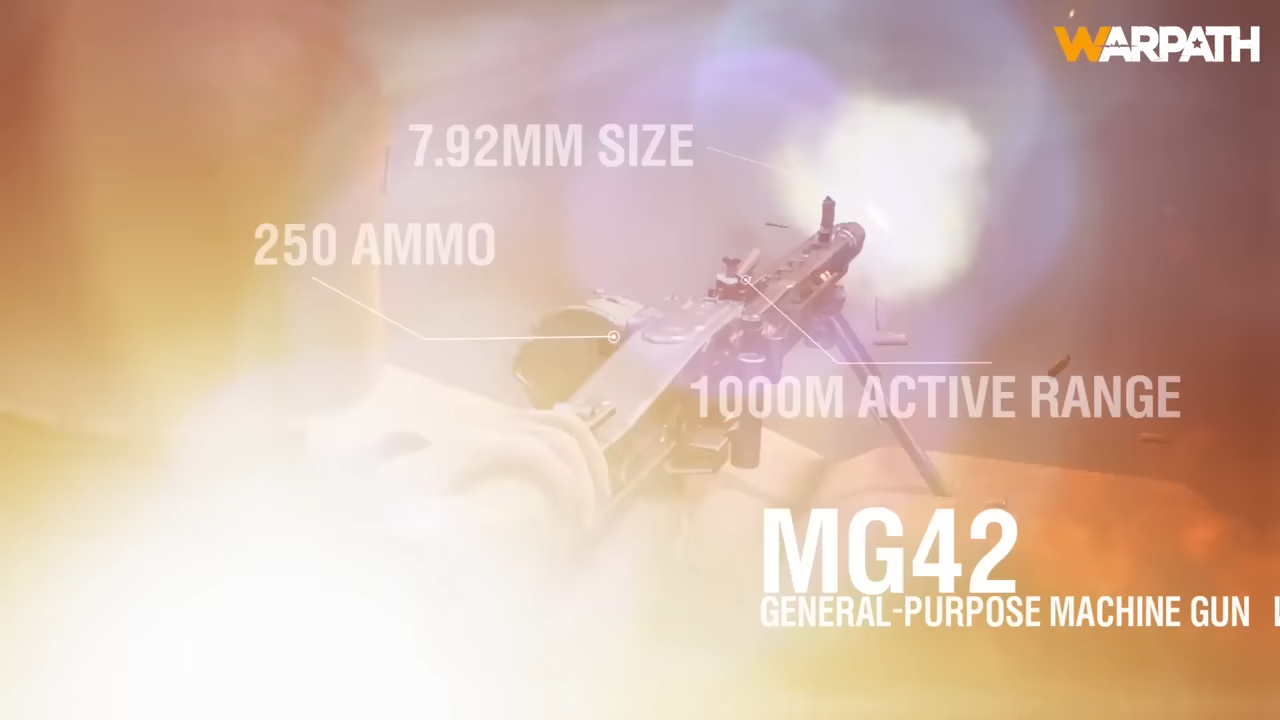 WARPATH
7.92MM SIZE
250 AMMO
1000M ACTIVE RANGE
MG42
GENERAL-PURPOSE MACHINE GUN